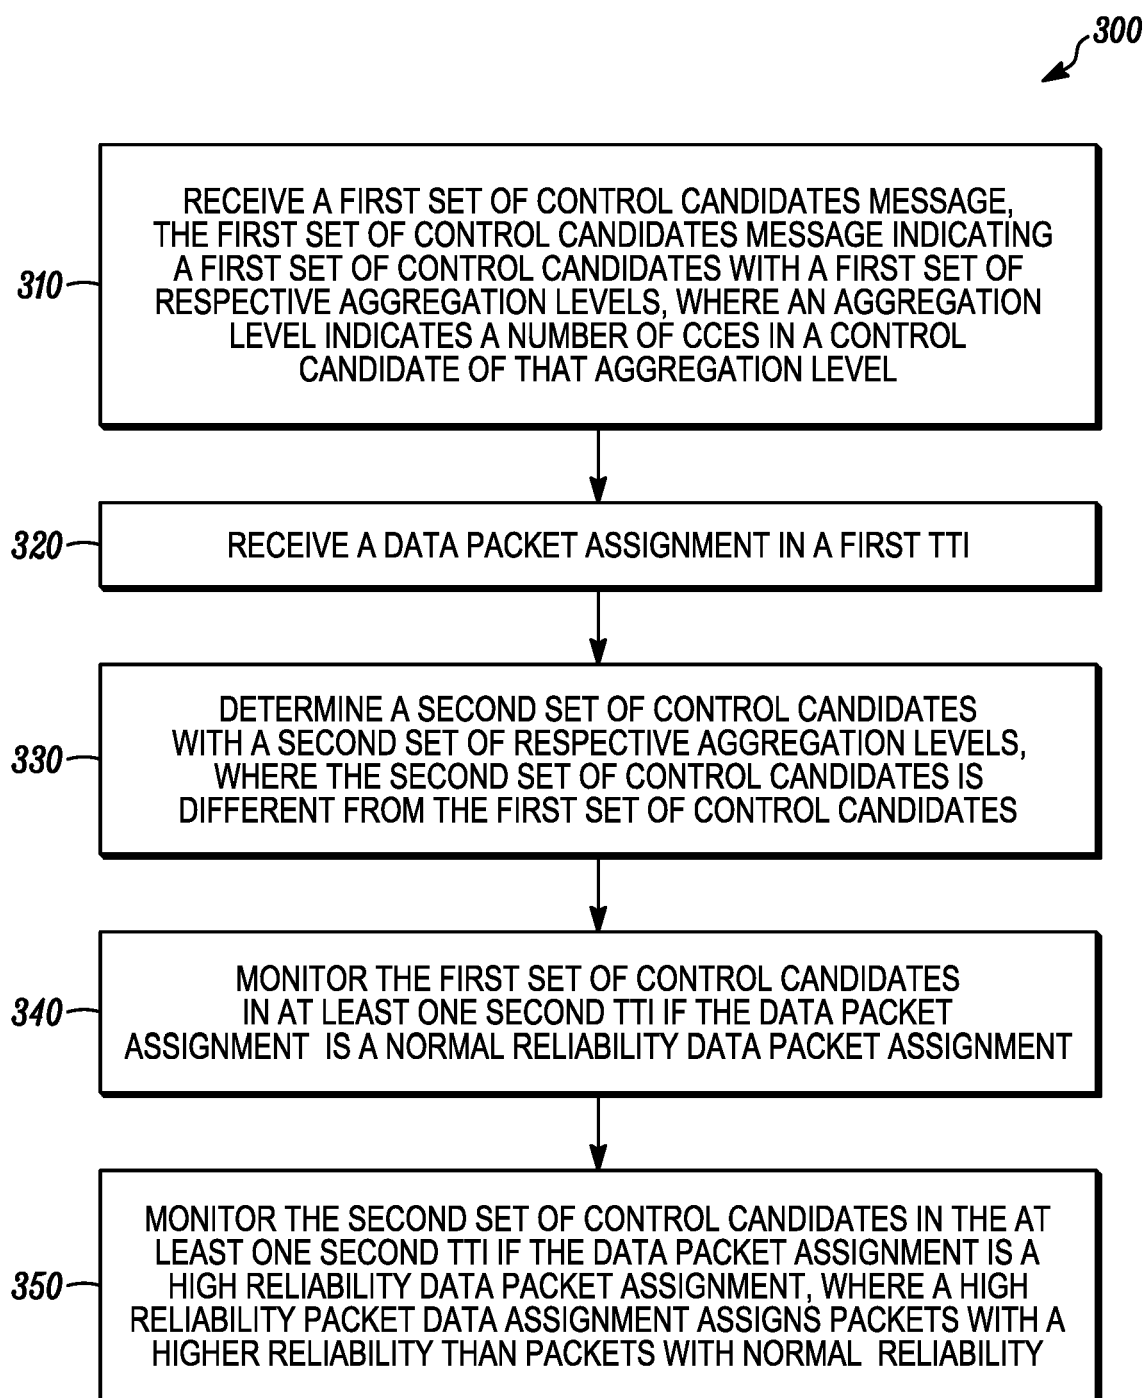 300
310
RECEIVE A FIRST SET OF CONTROL CANDIDATES MESSAGE,
THE FIRST SET OF CONTROL CANDIDATES MESSAGE INDICATING
A FIRST SET OF CONTROL CANDIDATES WITH A FIRST SET OF
RESPECTIVE AGGREGATION LEVELS, WHERE AN AGGREGATION
LEVEL INDICATES A NUMBER OF CCES IN A CONTROL
CANDIDATE OF THAT AGGREGATION LEVEL
320
RECEIVE A DATA PACKET ASSIGNMENT IN A FIRST TTI
330
DETERMINE A SECOND SET OF CONTROL CANDIDATES
WITH A SECOND SET OF RESPECTIVE AGGREGATION LEVELS,
WHERE THE SECOND SET OF CONTROL CANDIDATES IS
DIFFERENT FROM THE FIRST SET OF CONTROL CANDIDATES
340
MONITOR THE FIRST SET OF CONTROL CANDIDATES
IN AT LEAST ONE SECOND TTI IF THE DATA PACKET
ASSIGNMENT IS A NORMAL RELIABILITY DATA PACKET ASSIGNMENT
350
MONITOR THE SECOND SET OF CONTROL CANDIDATES IN THE AT
LEAST ONE SECOND TTI IF THE DATA PACKET ASSIGNMENT IS A
HIGH RELIABILITY DATA PACKET ASSIGNMENT, WHERE A HIGH
RELIABILITY PACKET DATA ASSIGNMENT ASSIGNS PACKETS WITH A
HIGHER RELIABILITY THAN PACKETS WITH NORMAL RELIABILITY